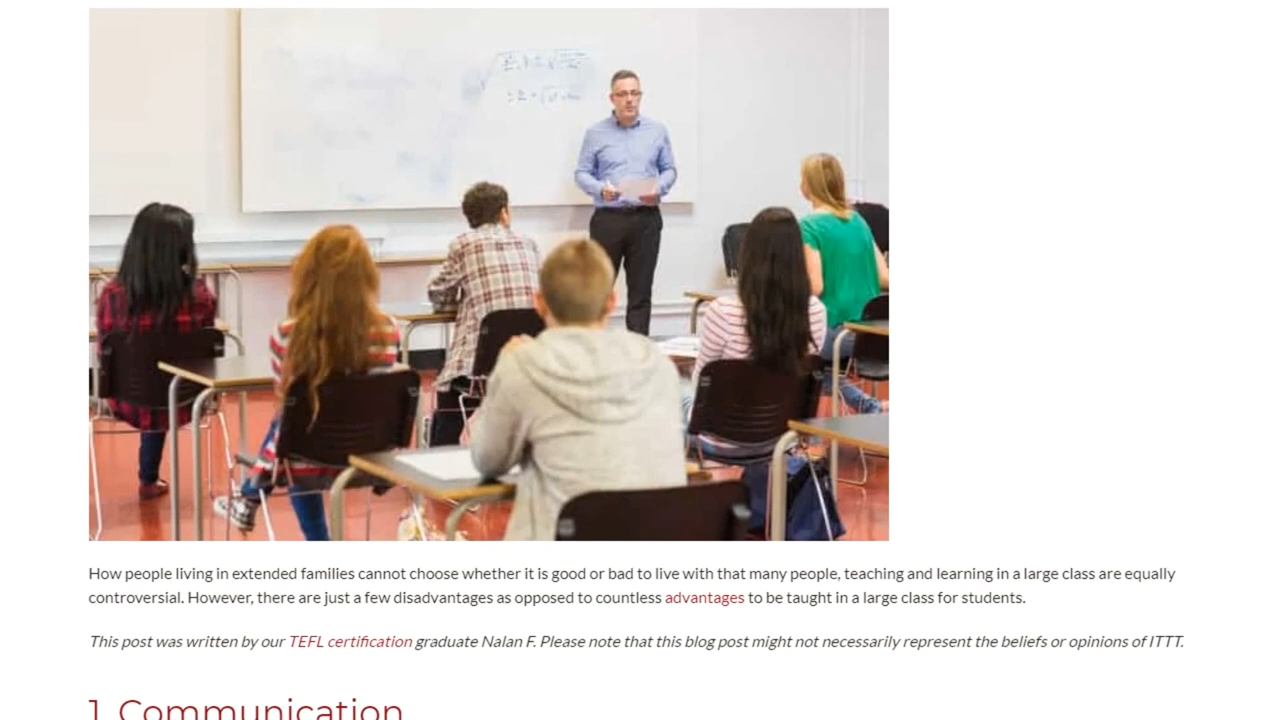 How people living in extended families cannot choose whether it is good or bad to live with that many people, teaching and learning in a large class are equally
controversial. However, there are just a few disadvantages as opposed to countless advantages to be taught in a large class for students.
This post was written by our TEFL certification graduate Nalan F. Please note that this blog post might not necessarily represent the beliefs or opinions of ITTT.
1. Communication